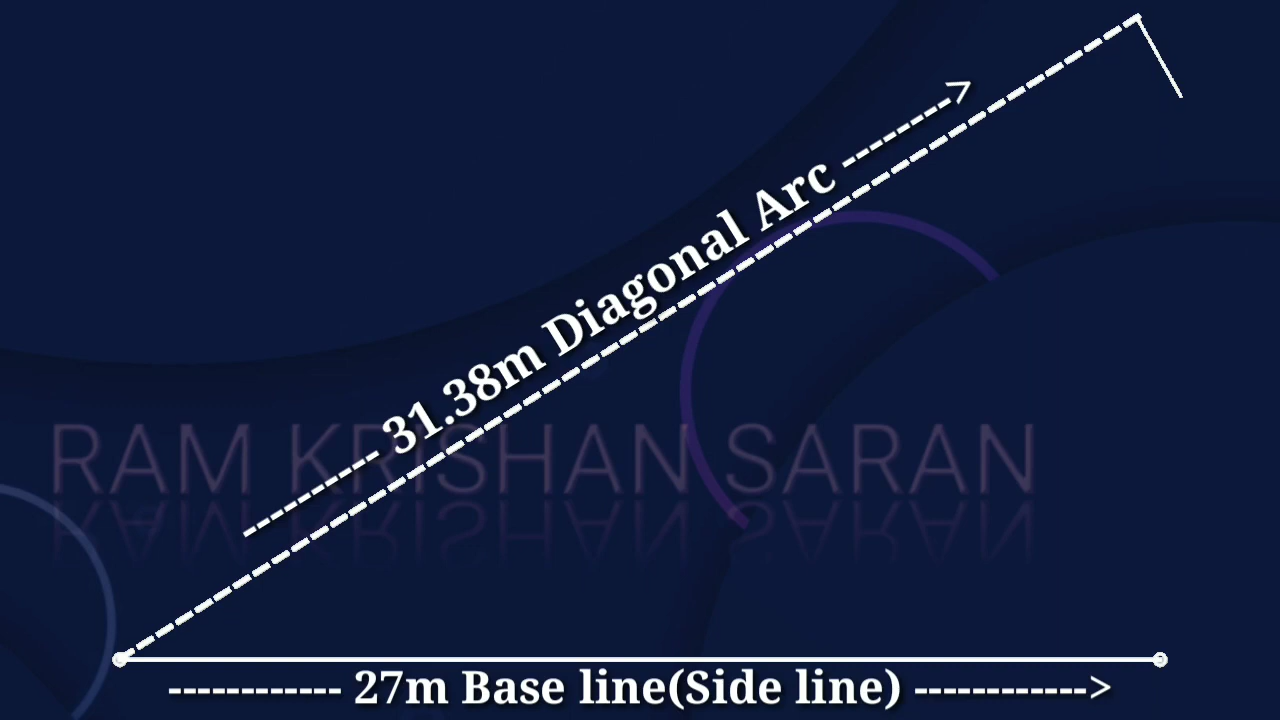 ------- 31.38m Diagonal Arc ------->
RAM KRISHAN SARAN
------------ 27m Base line(Side line) ------------>